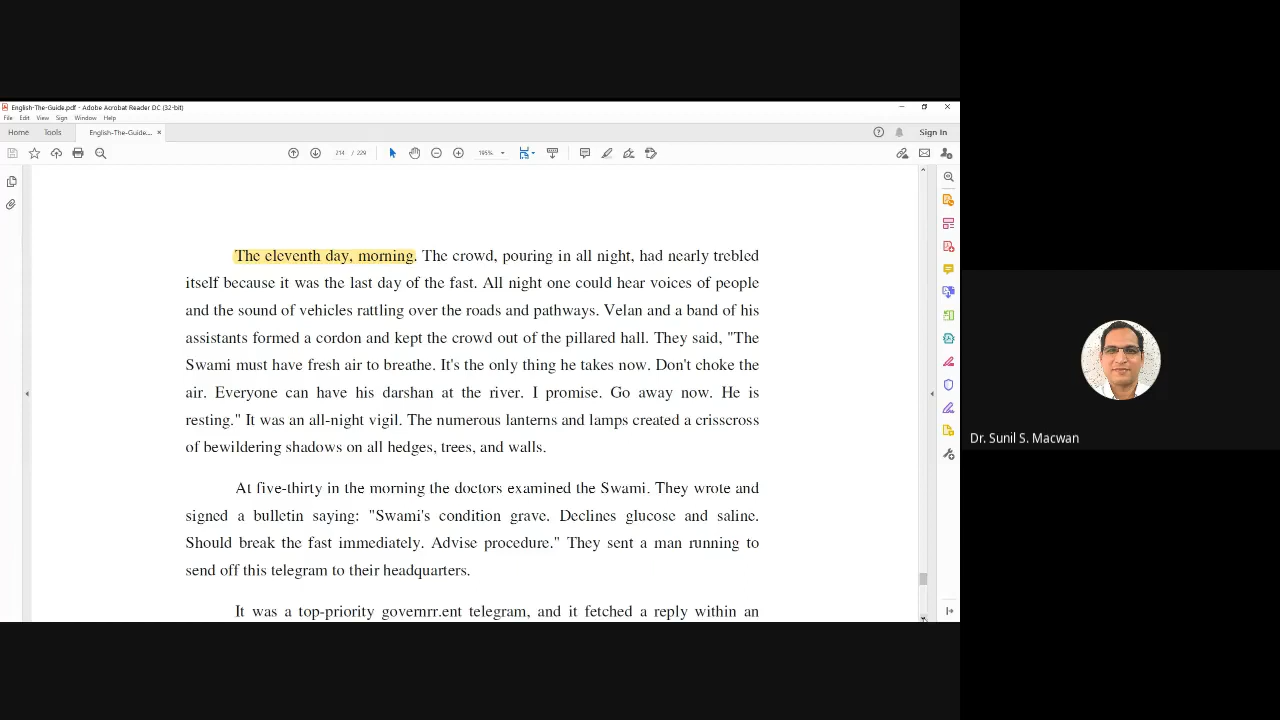 English-The-Guide.pdf - Adobe Acrobat Reader DC (32-bit)
File Edit View Sign Window Help
Home Tools English-The-Guide.... × Sign In
214 / 229 195%
The eleventh day, morning. The crowd, pouring in all night, had nearly trebled
itself because it was the last day of the fast. All night one could hear voices of people
and the sound of vehicles rattling over the roads and pathways. Velan and a band of his
assistants formed a cordon and kept the crowd out of the pillared hall. They said, "The
Swami must have fresh air to breathe. It's the only thing he takes now. Don't choke the
air. Everyone can have his darshan at the river. I promise. Go away now. He is
resting." It was an all-night vigil. The numerous lanterns and lamps created a crisscross
of bewildering shadows on all hedges, trees, and walls.
At five-thirty in the morning the doctors examined the Swami. They wrote and
signed a bulletin saying: "Swami's condition grave. Declines glucose and saline.
Should break the fast immediately. Advise procedure." They sent a man running to
send off this telegram to their headquarters.
It was a top-priority governrr.ent telegram, and it fetched a reply within an
Dr. Sunil S. Macwan